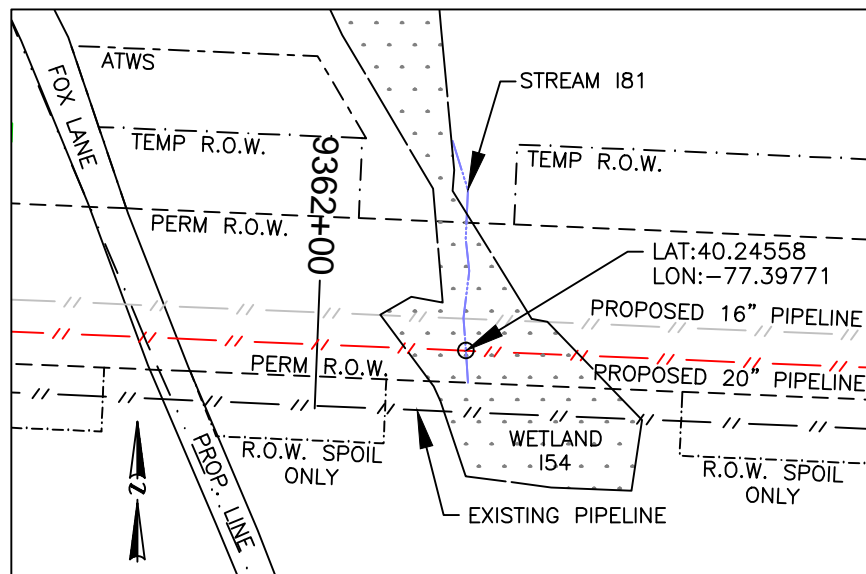 ATWS
STREAM I81
FOX LANE
TEMP R.O.W.
TEMP R.O.W.
9362+00
PERM R.O.W.
LAT:40.24558
LON:-77.39771
PROPOSED 16" PIPELINE
PERM R.O.W.
PROPOSED 20" PIPELINE
WETLAND
I54
R.O.W. SPOIL
ONLY
R.O.W. SPOIL
ONLY
PROP. LINE
N
EXISTING PIPELINE